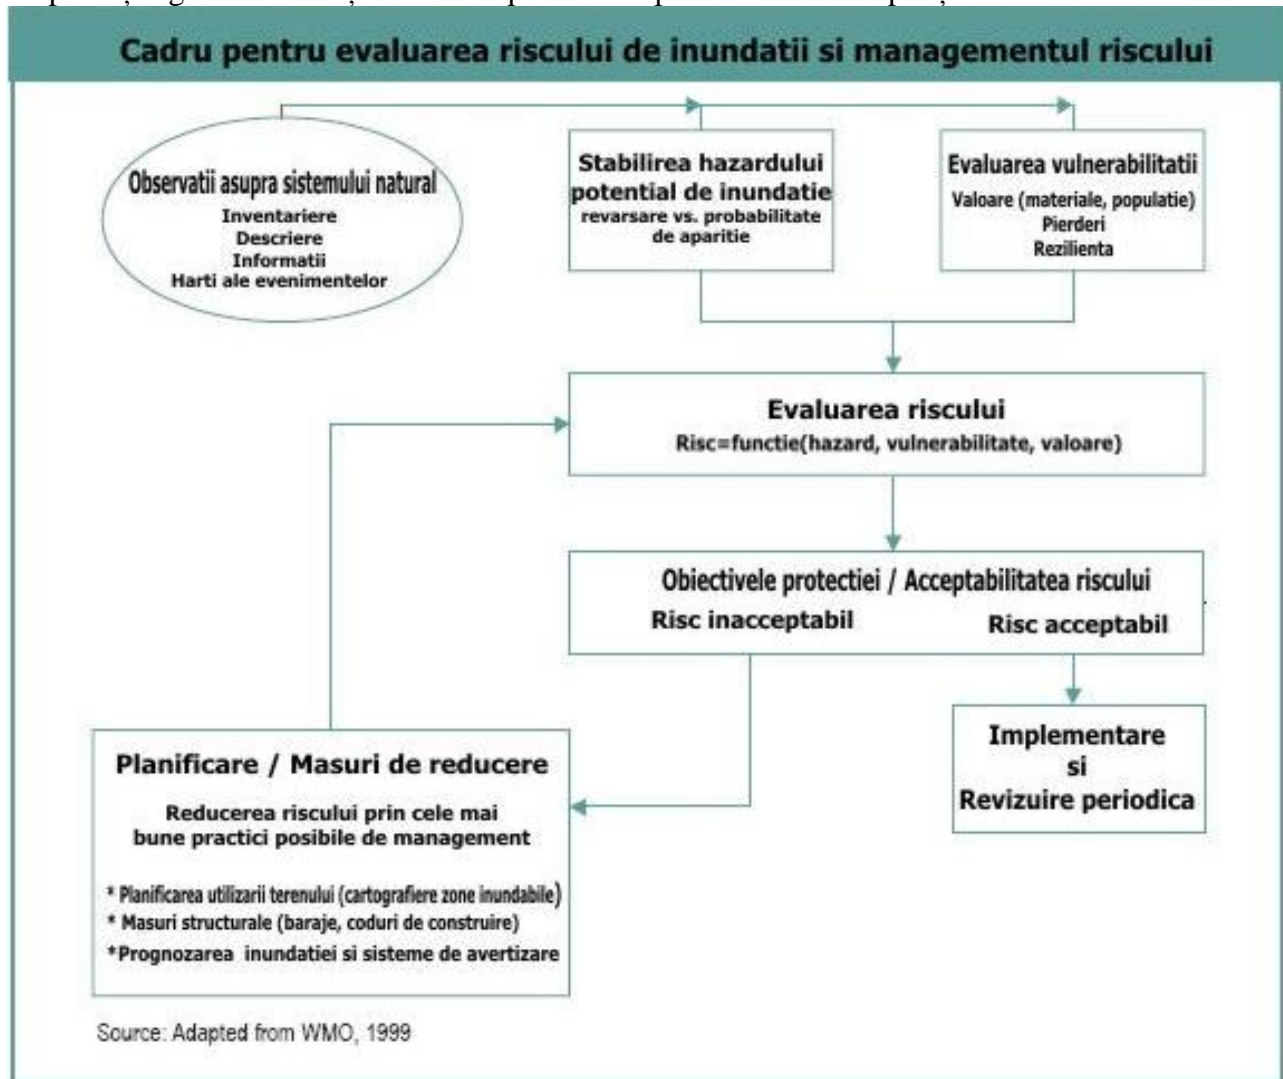 Cadru pentru evaluarea riscului de inundatii si managementul riscului
Observatii asupra sistemului natural
Inventariere
Descriere
Informatii
Harti ale evenimentelor
Stabilirea hazardului
potential de inundatie
revarsare vs. probabilitate
de aparitie
Evaluarea vulnerabilitatii
Valoare (materiale, populatie)
Pierderi
Rezilienta
Evaluarea riscului
Risc=functie(hazard, vulnerabilitate, valoare)
Obiectivele protectiei / Acceptabilitatea riscului
Risc inacceptabil
Risc acceptabil
Implementare
si
Revizuire periodica
Planificare / Masuri de reducere
Reducerea riscului prin cele mai
bune practici posibile de management
* Planificarea utilizarii terenului (cartografiere zone inundabile)
* Masuri structurale (baraje, coduri de construire)
*Prognozarea inundatiei si sisteme de avertizare
Source: Adapted from WMO, 1999